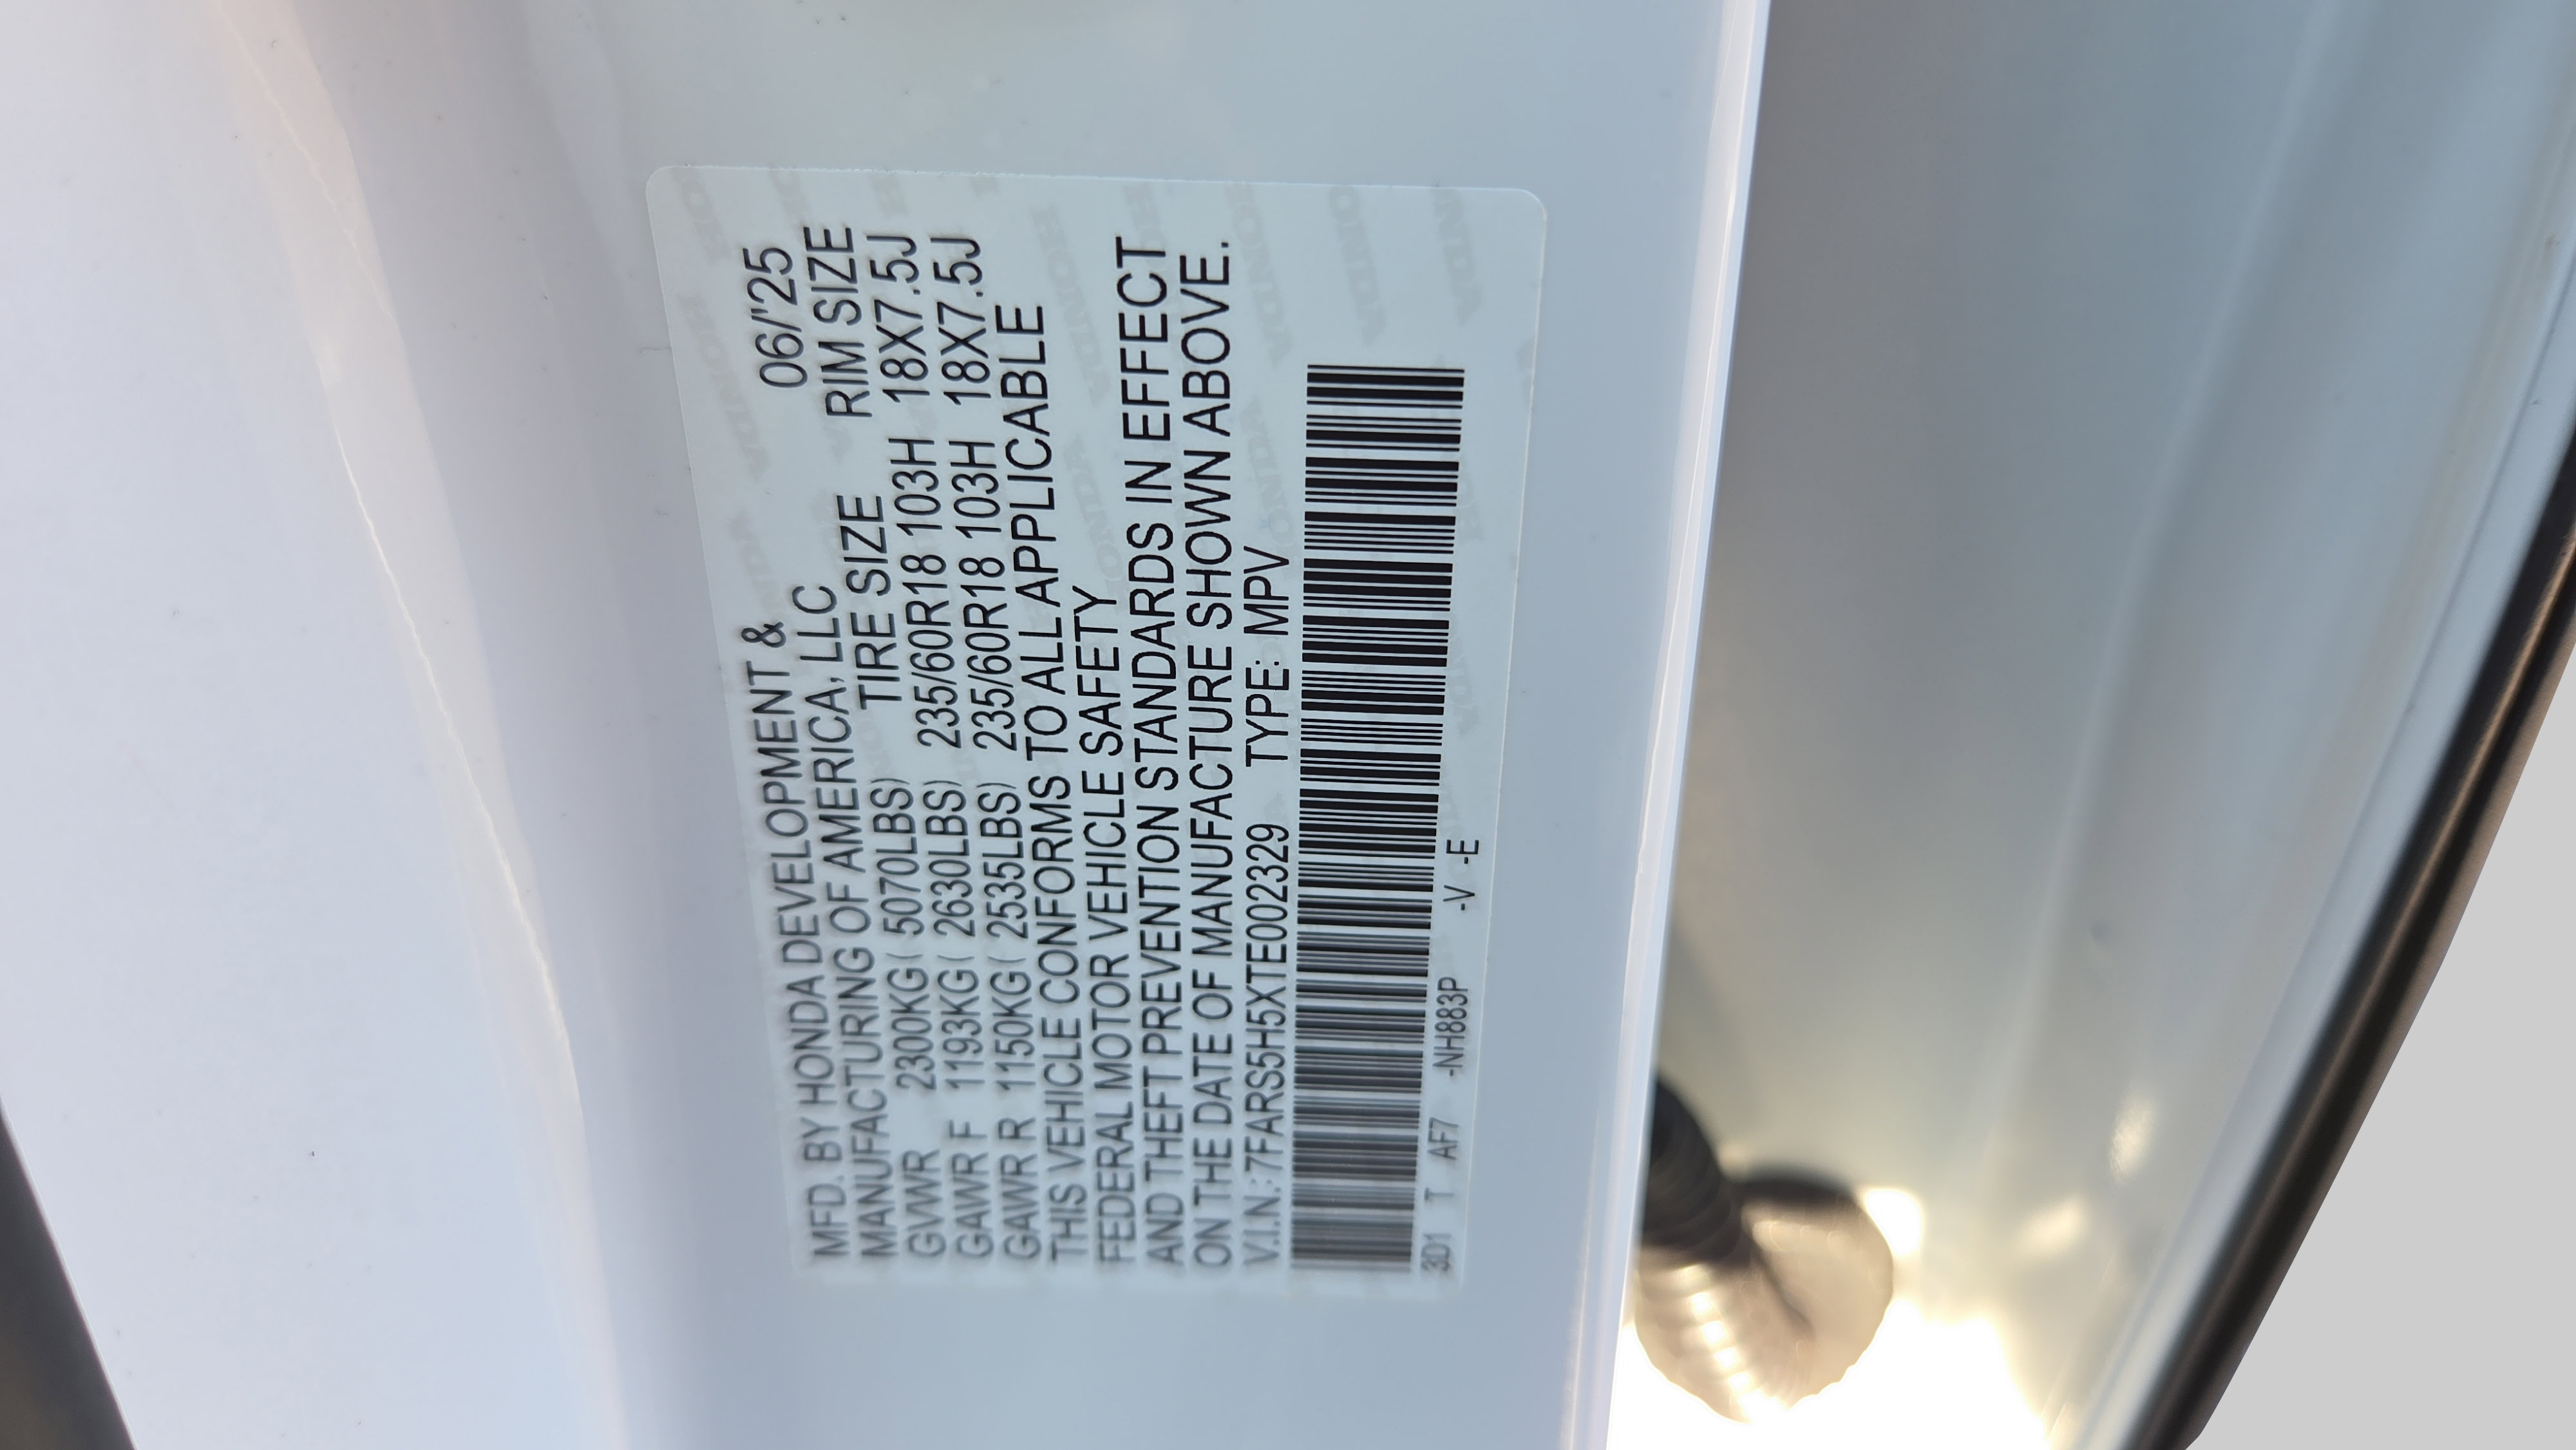 MFD. BY HONDA DEVELOPMENT & 06/'25
MANUFACTURING OF AMERICA, LLC RIM SIZE
TIRE SIZE
GVWR 2300KG( 5070LBS) 18X7.5J
GAWR F 1193KG( 2630LBS) 235/60R18 103H 18X7.5J
GAWR R 1150KG( 2535LBS) 235/60R18 103H
THIS VEHICLE CONFORMS TO ALL APPLICABLE
FEDERAL MOTOR VEHICLE SAFETY
AND THEFT PREVENTION STANDARDS IN EFFECT
ON THE DATE OF MANUFACTURE SHOWN ABOVE.
V.I.N.:7FARS5H5XTE002329 TYPE: MPV
3D1 T AF7 -NH883P -V -E